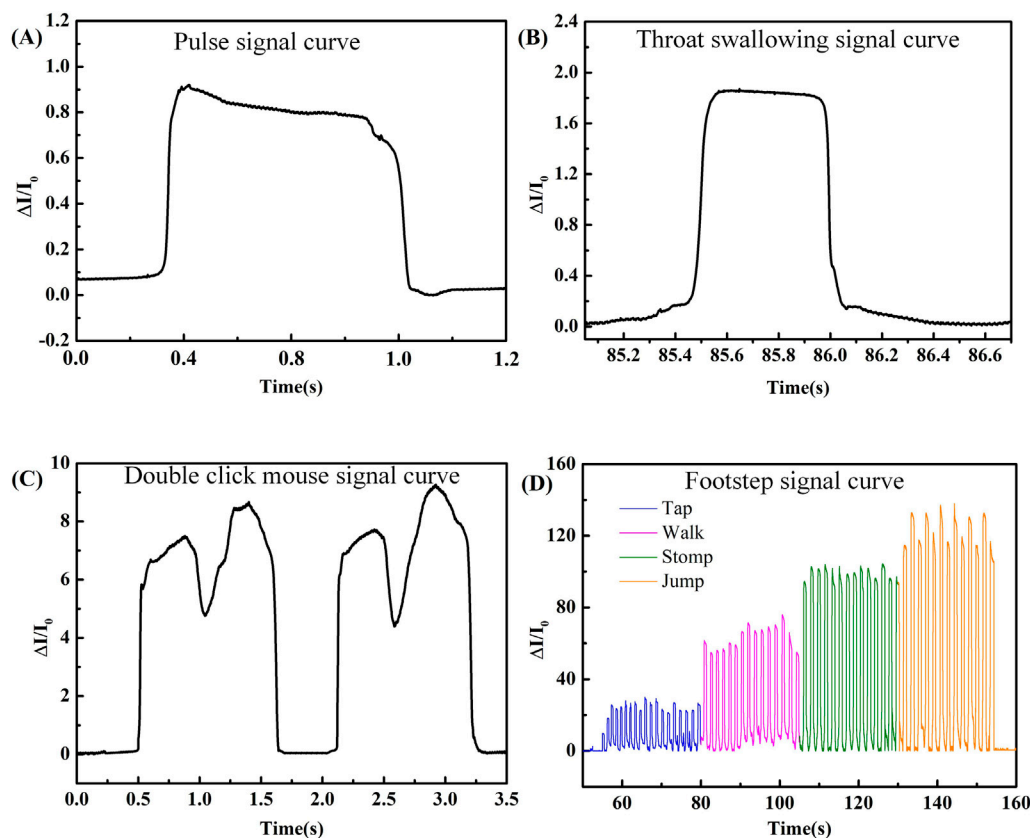 (A)
Pulse signal curve
1.2
1.0
0.8
0.6
0.4
0.2
0.0
-0.2
ΔI/I₀
0.0 0.4 0.8 1.0 1.2
Time(s)
(B)
Throat swallowing signal curve
2.4
1.8
1.2
0.6
0.0
ΔI/I₀
85.2 85.4 85.6 85.8 86.0 86.2 86.4 86.6
Time(s)
(C)
Double click mouse signal curve
10
8
6
4
2
0
ΔI/I₀
0.0 0.5 1.0 1.5 2.0 2.5 3.0 3.5
Time(s)
(D)
Footstep signal curve
Tap
Walk
Stomp
Jump
160
120
80
40
0
ΔI/I₀
60 80 100 120 140 160
Time(s)